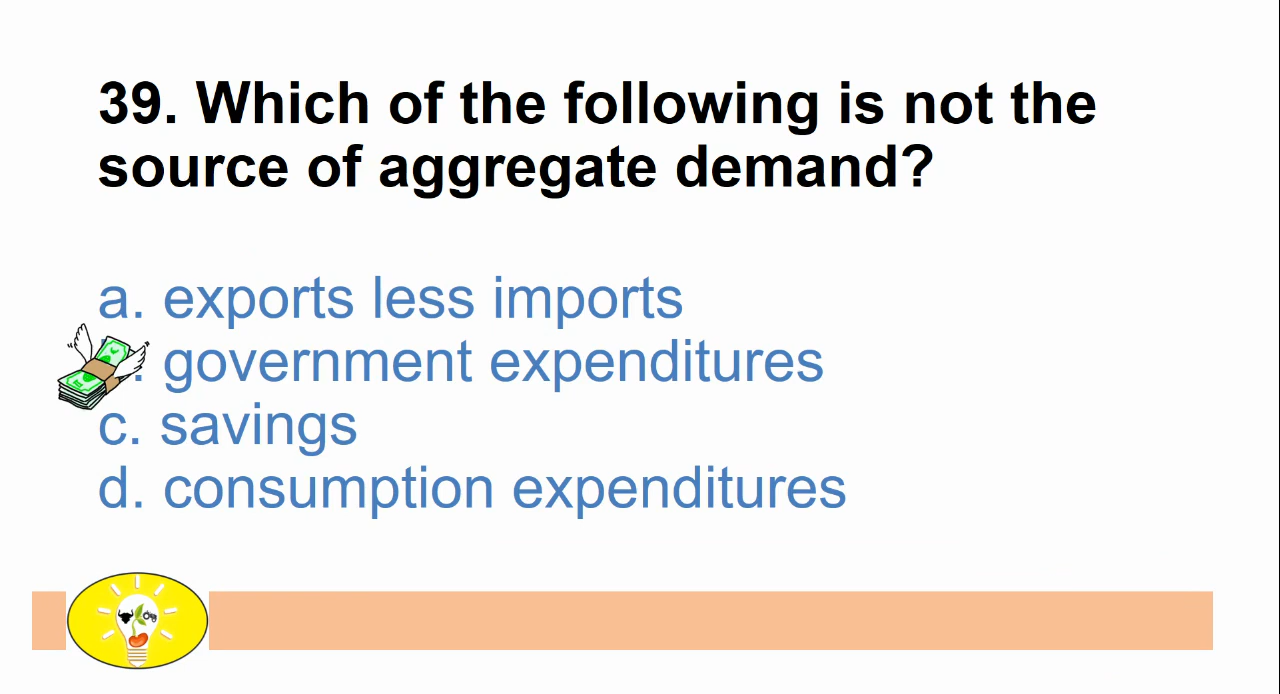 39. Which of the following is not the
source of aggregate demand?
a. exports less imports
. government expenditures
c. savings
d. consumption expenditures